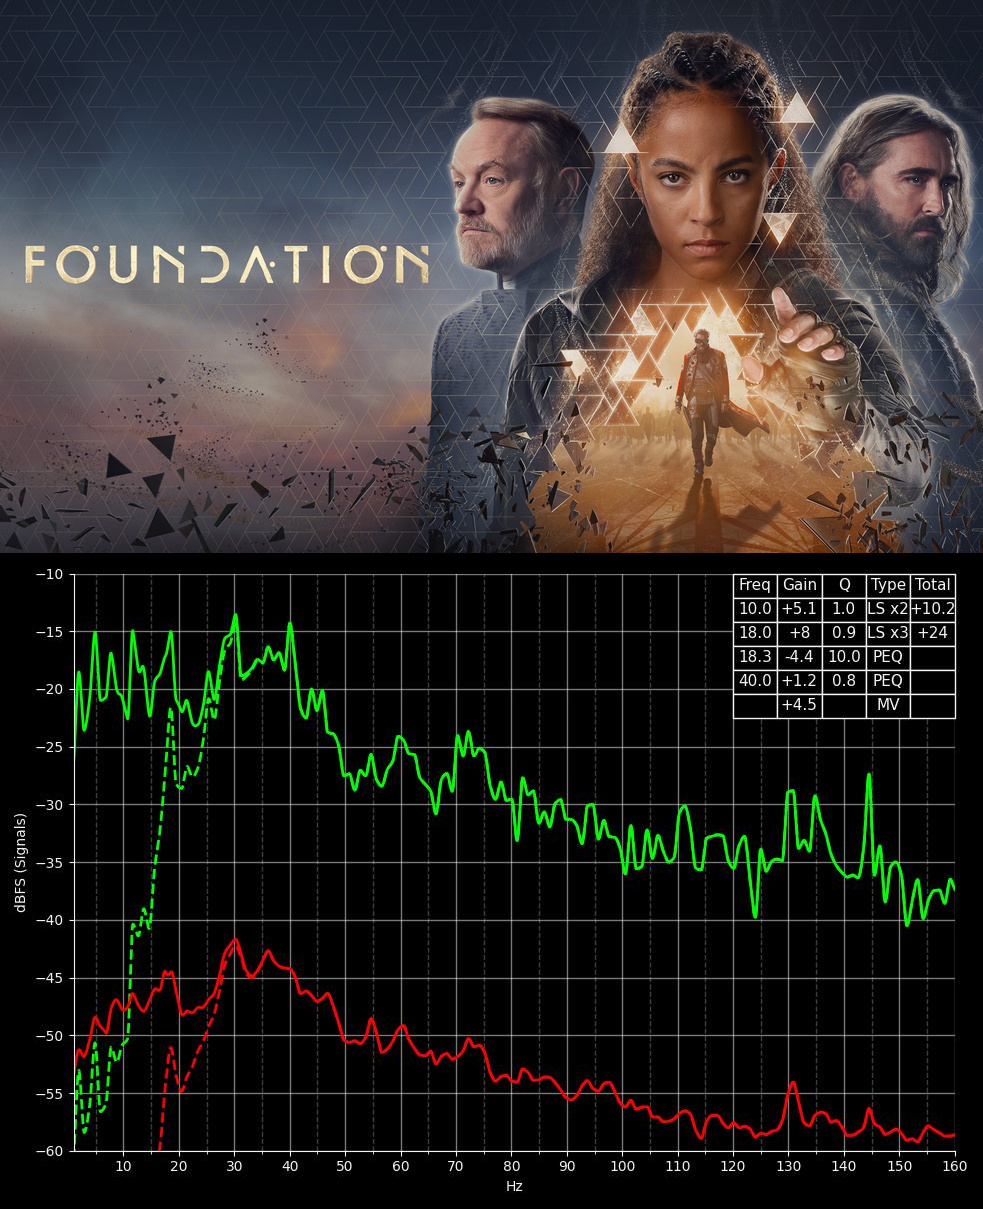 FOUNDATION
Freq Gain Q Type Total
10.0 +5.1 1.0 LS x2 +10.2
18.0 +8 0.9 LS x3 +24
18.3 -4.4 10.0 PEQ
40.0 +1.2 0.8 PEQ
+4.5 MV
−10
−15
−20
−25
−30
−35
−40
−45
−50
−55
−60
dBFS (Signals)
10 20 30 40 50 60 70 80 90 100 110 120 130 140 150 160
Hz